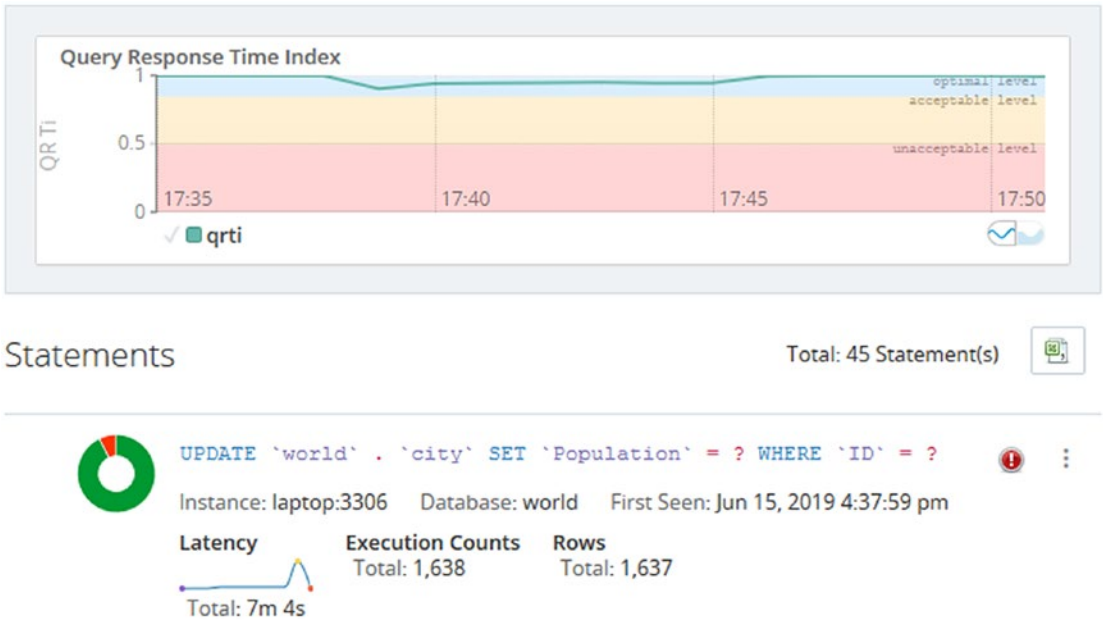 Query Response Time Index
1
optimal level
acceptable level
QRTi
0.5
unacceptable level
17:35 17:40 17:45 17:50
0
qrti
Statements Total: 45 Statement(s)
UPDATE `world` . `city` SET `Population` = ? WHERE `ID` = ?
Instance: laptop:3306 Database: world First Seen: Jun 15, 2019 4:37:59 pm
Latency Execution Counts Rows
Total: 1,638 Total: 1,637
Total: 7m 4s